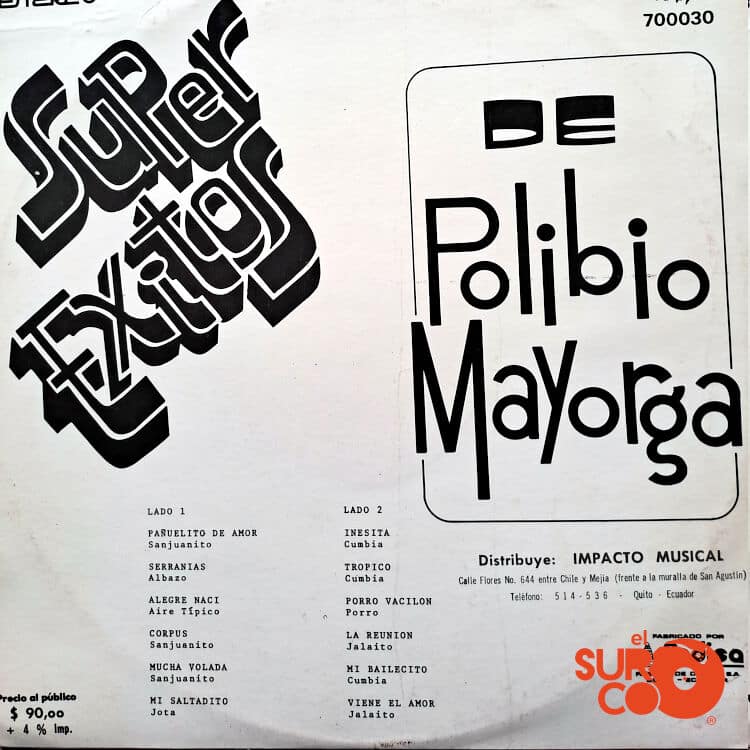 700030
Super
Exitos
DE
Polibio
Mayorga
LADO 1
PAÑUELITO DE AMOR
Sanjuanito
SERRANIAS
Albazo
ALEGRE NACI
Aire Típico
CORPUS
Sanjuanito
MUCHA VOLADA
Sanjuanito
MI SALTADITO
Jota
LADO 2
INESITA
Cumbia
TROPICO
Cumbia
PORRO VACILON
Porro
LA REUNION
Jalaito
MI BAILECITO
Cumbia
VIENE EL AMOR
Jalaito
Distribuye: IMPACTO MUSICAL
Calle Flores No. 644 entre Chile y Mejía (frente a la muralla de San Agustín)
Teléfono: 514-536 - Quito - Ecuador
FABRICADO POR
el
SURCO
Precio al público
$ 90,00
+ 4 % Imp.